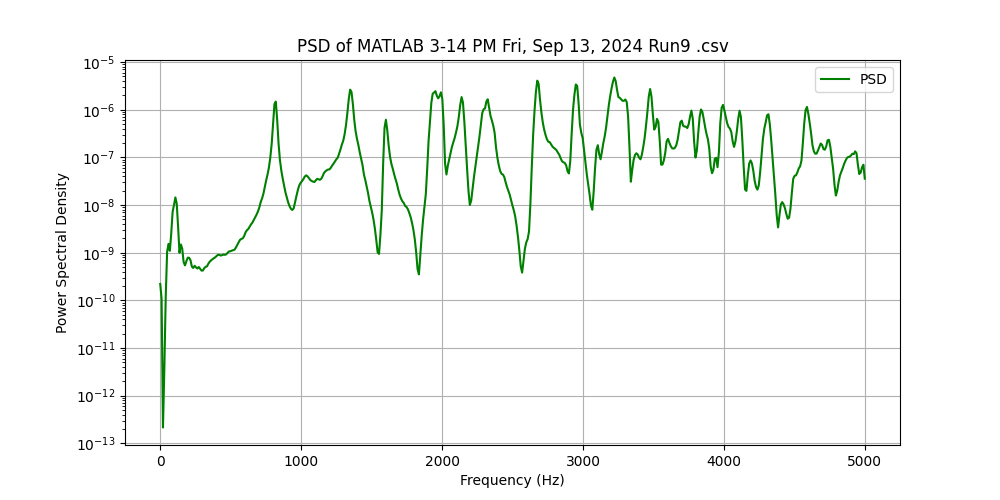 PSD of MATLAB 3-14 PM Fri, Sep 13, 2024 Run9 .csv
PSD
Power Spectral Density
10⁻⁵
10⁻⁶
10⁻⁷
10⁻⁸
10⁻⁹
10⁻¹⁰
10⁻¹¹
10⁻¹²
10⁻¹³
0 1000 2000 3000 4000 5000
Frequency (Hz)